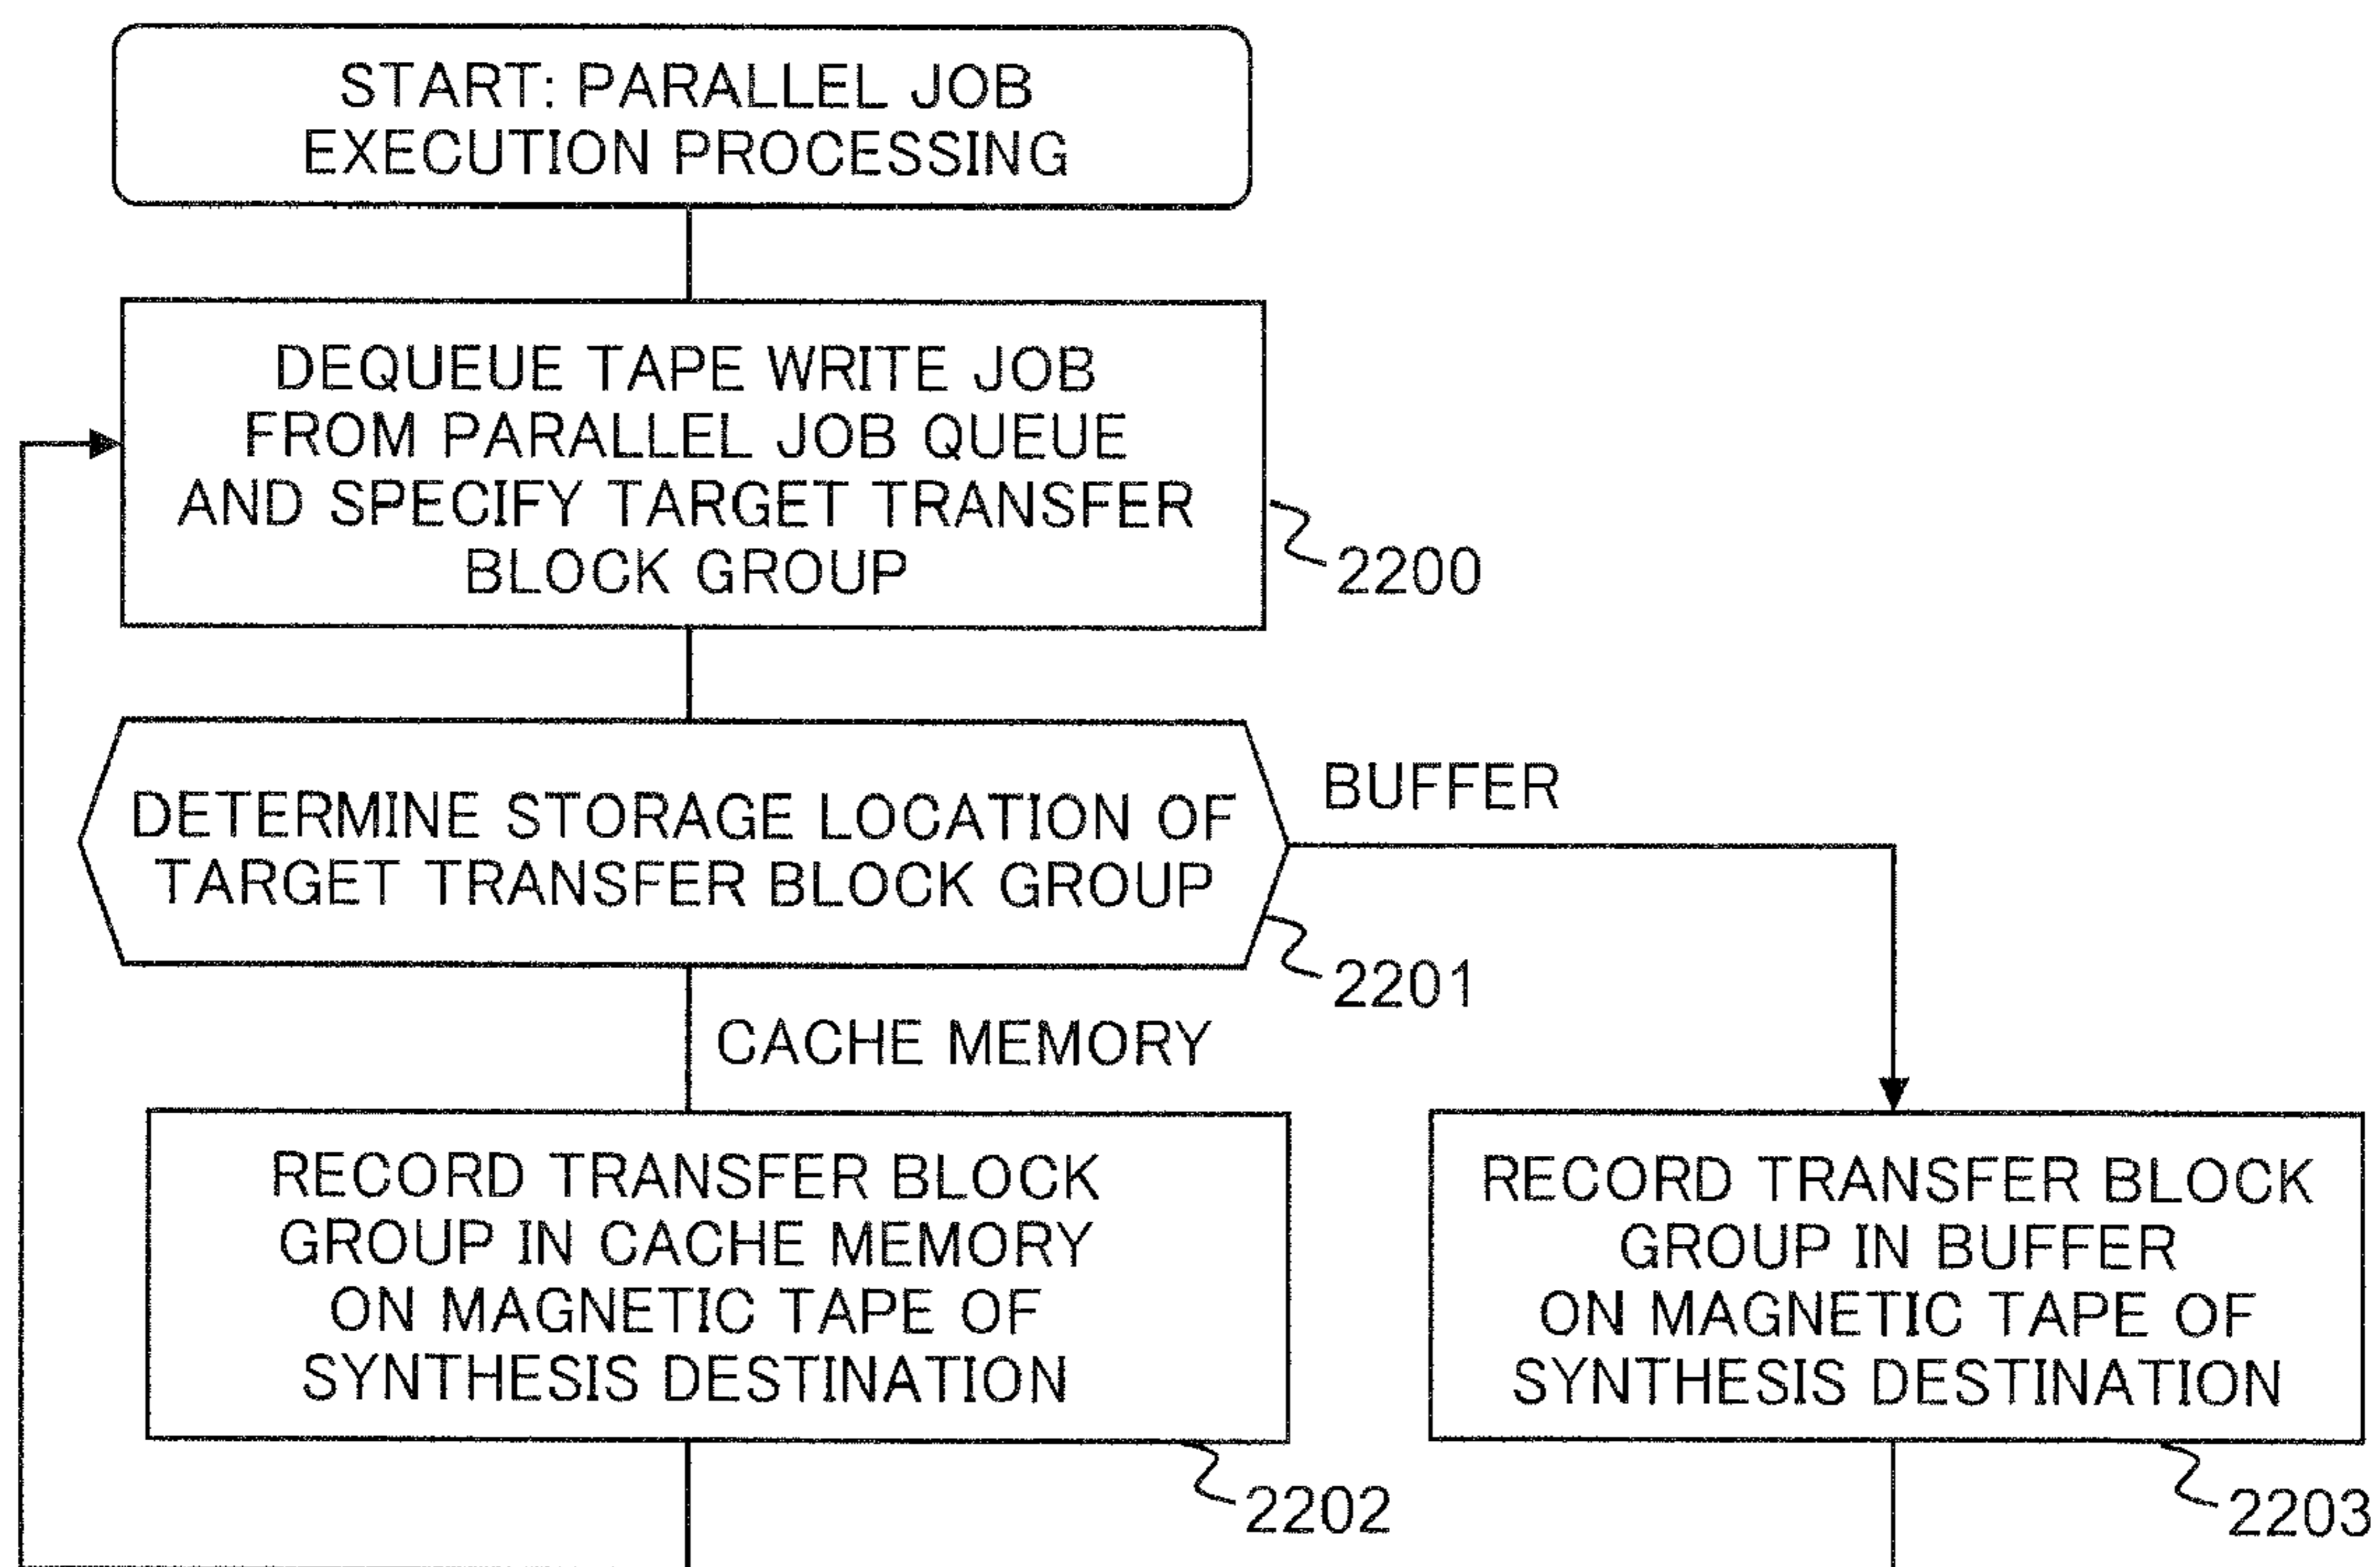 START: PARALLEL JOB
EXECUTION PROCESSING
DEQUEUE TAPE WRITE JOB
FROM PARALLEL JOB QUEUE
AND SPECIFY TARGET TRANSFER
BLOCK GROUP
2200
DETERMINE STORAGE LOCATION OF
TARGET TRANSFER BLOCK GROUP
BUFFER
2201
CACHE MEMORY
RECORD TRANSFER BLOCK
GROUP IN CACHE MEMORY
ON MAGNETIC TAPE OF
SYNTHESIS DESTINATION
2202
RECORD TRANSFER BLOCK
GROUP IN BUFFER
ON MAGNETIC TAPE OF
SYNTHESIS DESTINATION
2203